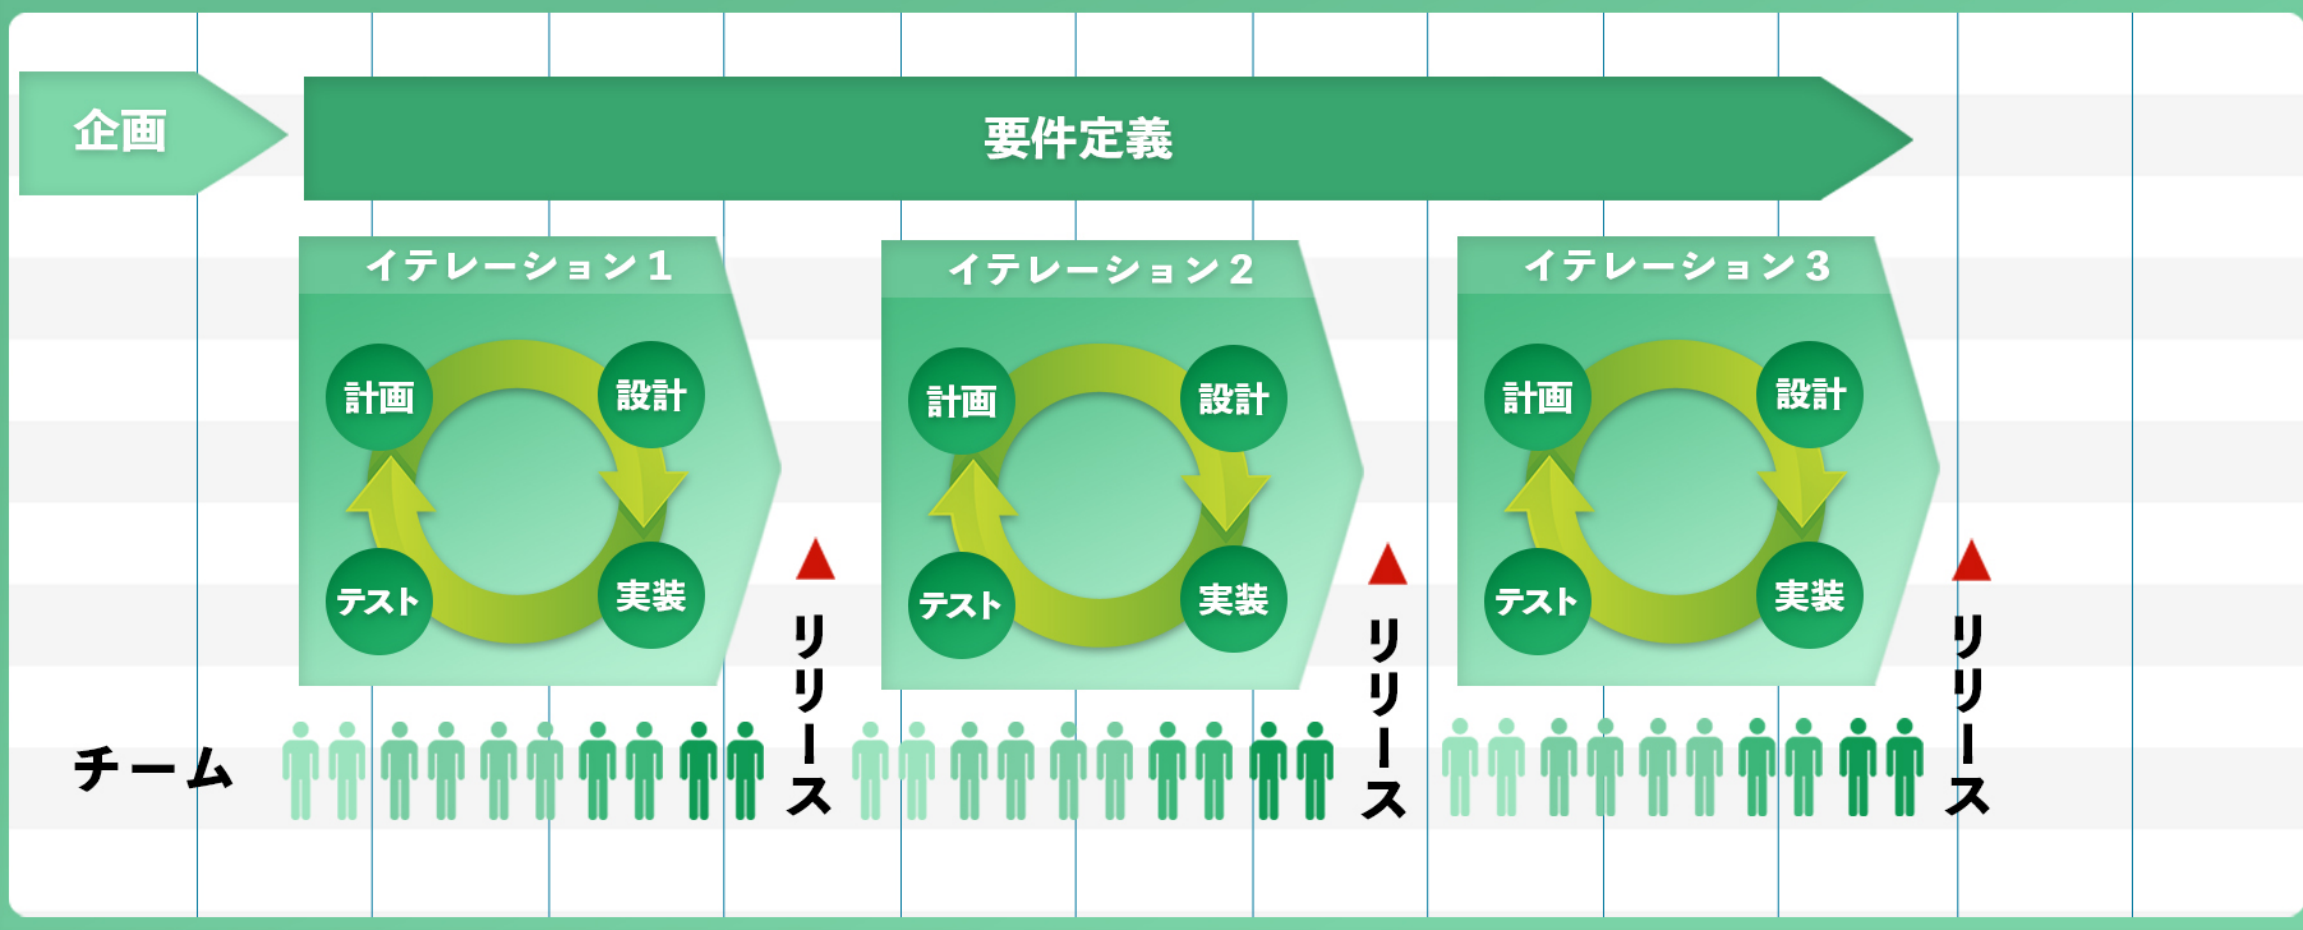 企画
要件定義
イテレーション1
計画
設計
テスト
実装
リリース
イテレーション2
計画
設計
テスト
実装
リリース
イテレーション3
計画
設計
テスト
実装
リリース
チーム